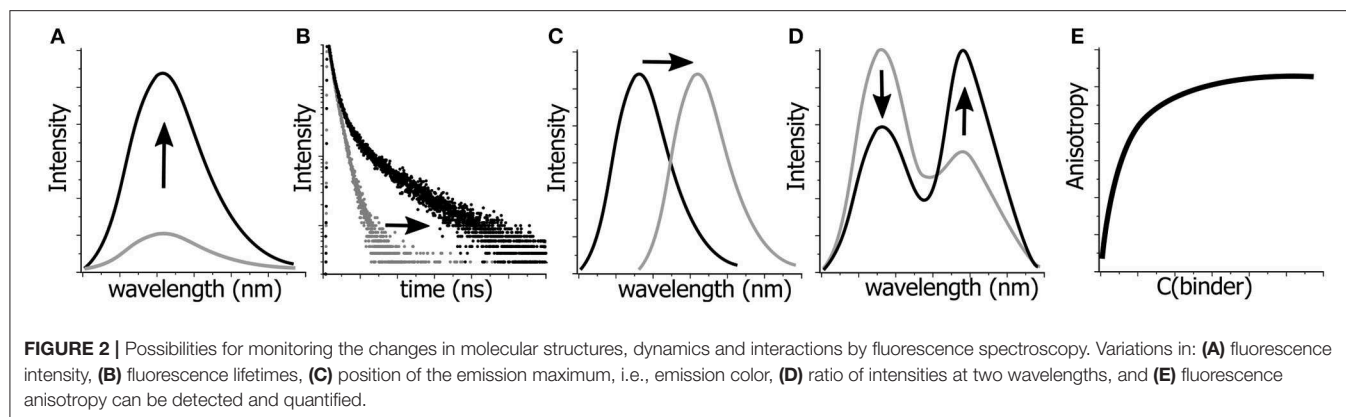 A
B
C
D
E
Intensity
wavelength (nm)
Intensity
time (ns)
Intensity
wavelength (nm)
Intensity
wavelength (nm)
Anisotropy
C(binder)
FIGURE 2 | Possibilities for monitoring the changes in molecular structures, dynamics and interactions by fluorescence spectroscopy. Variations in: (A) fluorescence
intensity, (B) fluorescence lifetimes, (C) position of the emission maximum, i.e., emission color, (D) ratio of intensities at two wavelengths, and (E) fluorescence
anisotropy can be detected and quantified.